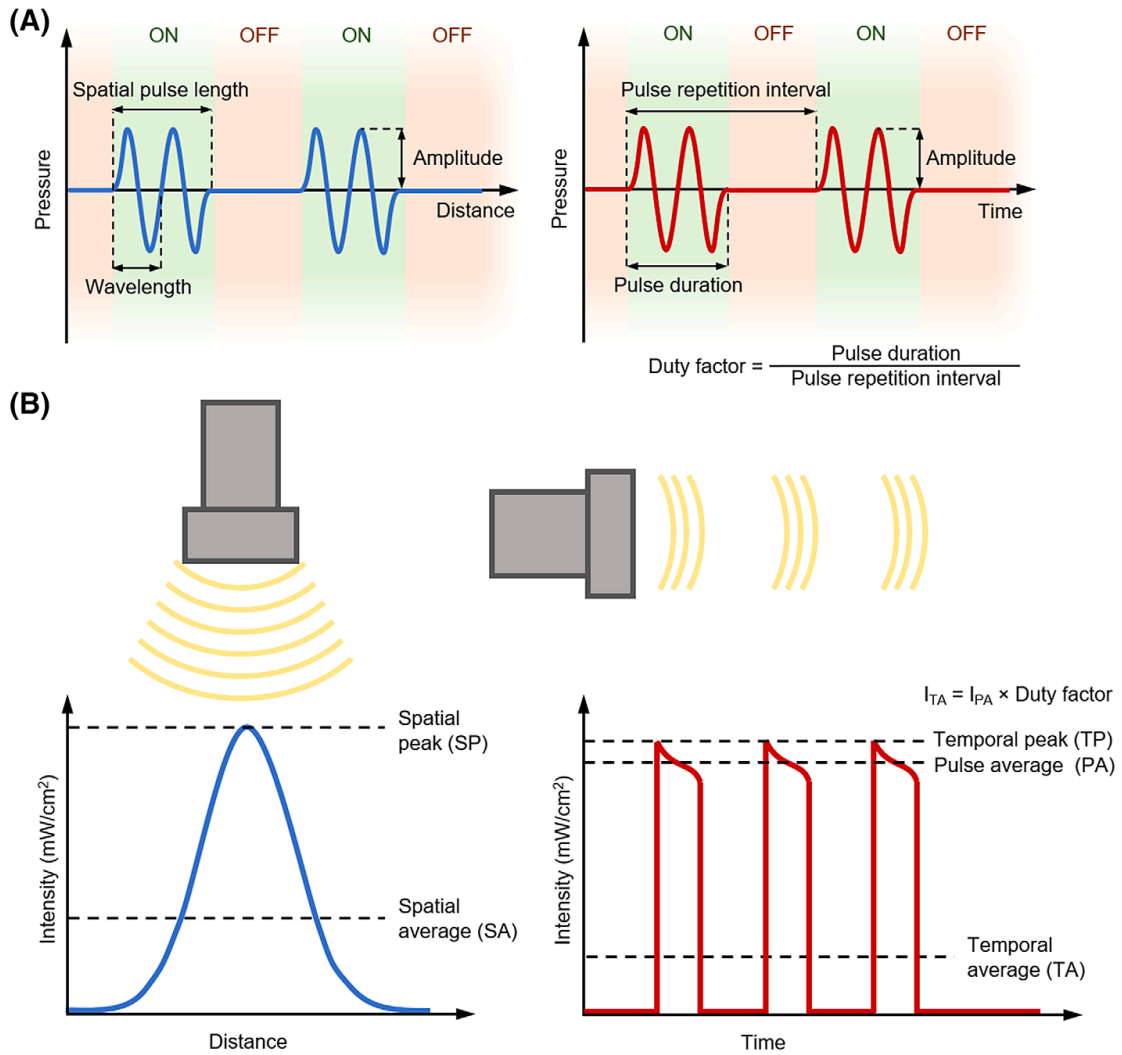 (A)
ON OFF ON OFF
Spatial pulse length
Amplitude
Pressure
Distance
Wavelength
ON OFF ON OFF
Pulse repetition interval
Amplitude
Pressure
Time
Pulse duration
Duty factor = Pulse duration
Pulse repetition interval
(B)
Spatial
peak (SP)
Intensity (mW/cm²)
Spatial
average (SA)
Distance
I_TA = I_PA × Duty factor
Temporal peak (TP)
Pulse average (PA)
Intensity (mW/cm²)
Temporal
average (TA)
Time